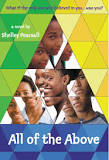 What if the only one who believed in you was you?
a novel by
Shelley Pearsall
All of the Above